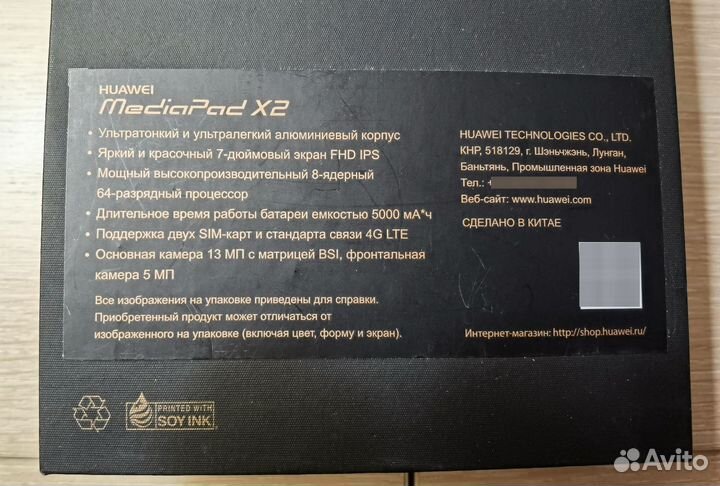 HUAWEI
MediaPad X2
• Ультратонкий и ультралегкий алюминиевый корпус
• Яркий и красочный 7-дюймовый экран FHD IPS
• Мощный высокопроизводительный 8-ядерный
64-разрядный процессор
• Длительное время работы батареи емкостью 5000 мА*ч
• Поддержка двух SIM-карт и стандарта связи 4G LTE
• Основная камера 13 МП с матрицей BSI, фронтальная
камера 5 МП
Все изображения на упаковке приведены для справки.
Приобретенный продукт может отличаться от
изображенного на упаковке (включая цвет, форму и экран).
HUAWEI TECHNOLOGIES CO., LTD.
КНР, 518129, г. Шэньчжэнь, Лунган,
Баньтянь, Промышленная зона Huawei
Тел.: +
Веб-сайт: www.huawei.com
СДЕЛАНО В КИТАЕ
Интернет-магазин: http://shop.huawei.ru/
PRINTED WITH
SOY INK
Avito